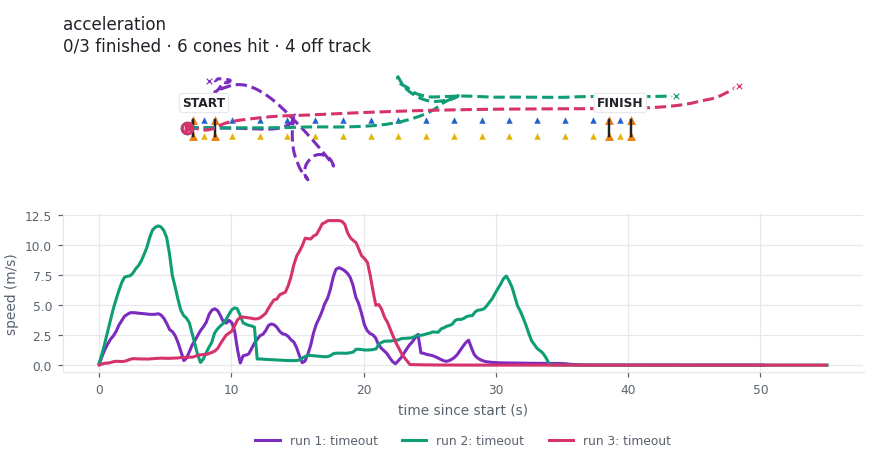 acceleration
0/3 finished · 6 cones hit · 4 off track
START
FINISH
12.5
10.0
7.5
5.0
2.5
0.0
speed (m/s)
0
10
20
30
40
50
time since start (s)
run 1: timeout
run 2: timeout
run 3: timeout